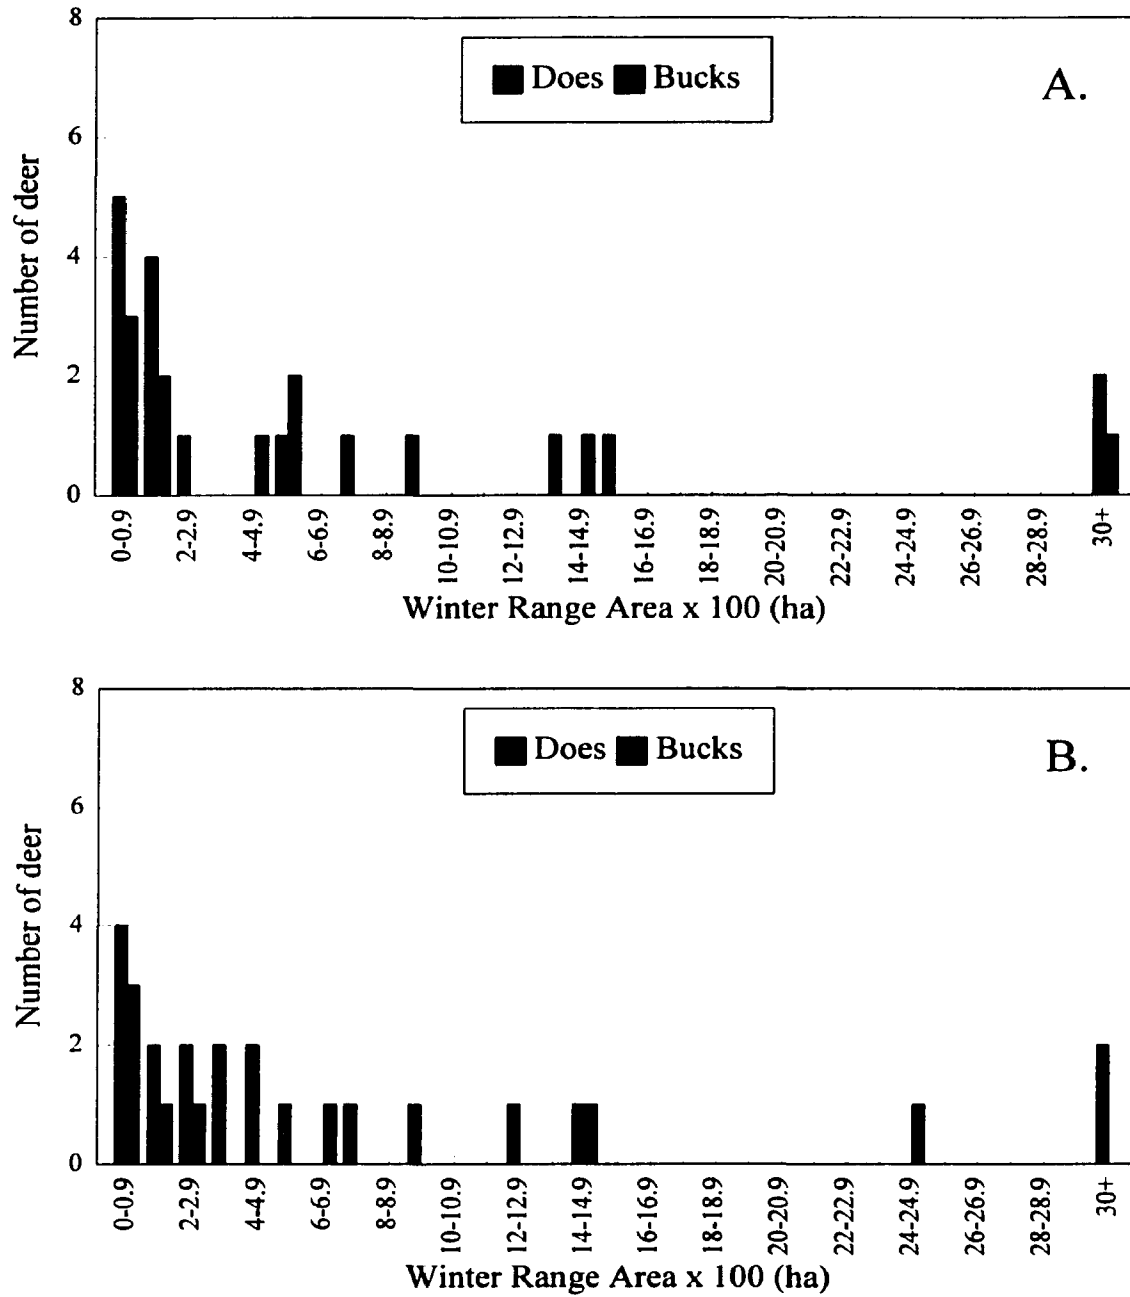 8
Does Bucks
A.
6
Number of deer
4
2
0
0-0.9 2-2.9 4-4.9 6-6.9 8-8.9 10-10.9 12-12.9 14-14.9 16-16.9 18-18.9 20-20.9 22-22.9 24-24.9 26-26.9 28-28.9 30+
Winter Range Area x 100 (ha)
8
Does Bucks
B.
6
Number of deer
4
2
0
0-0.9 2-2.9 4-4.9 6-6.9 8-8.9 10-10.9 12-12.9 14-14.9 16-16.9 18-18.9 20-20.9 22-22.9 24-24.9 26-26.9 28-28.9 30+
Winter Range Area x 100 (ha)